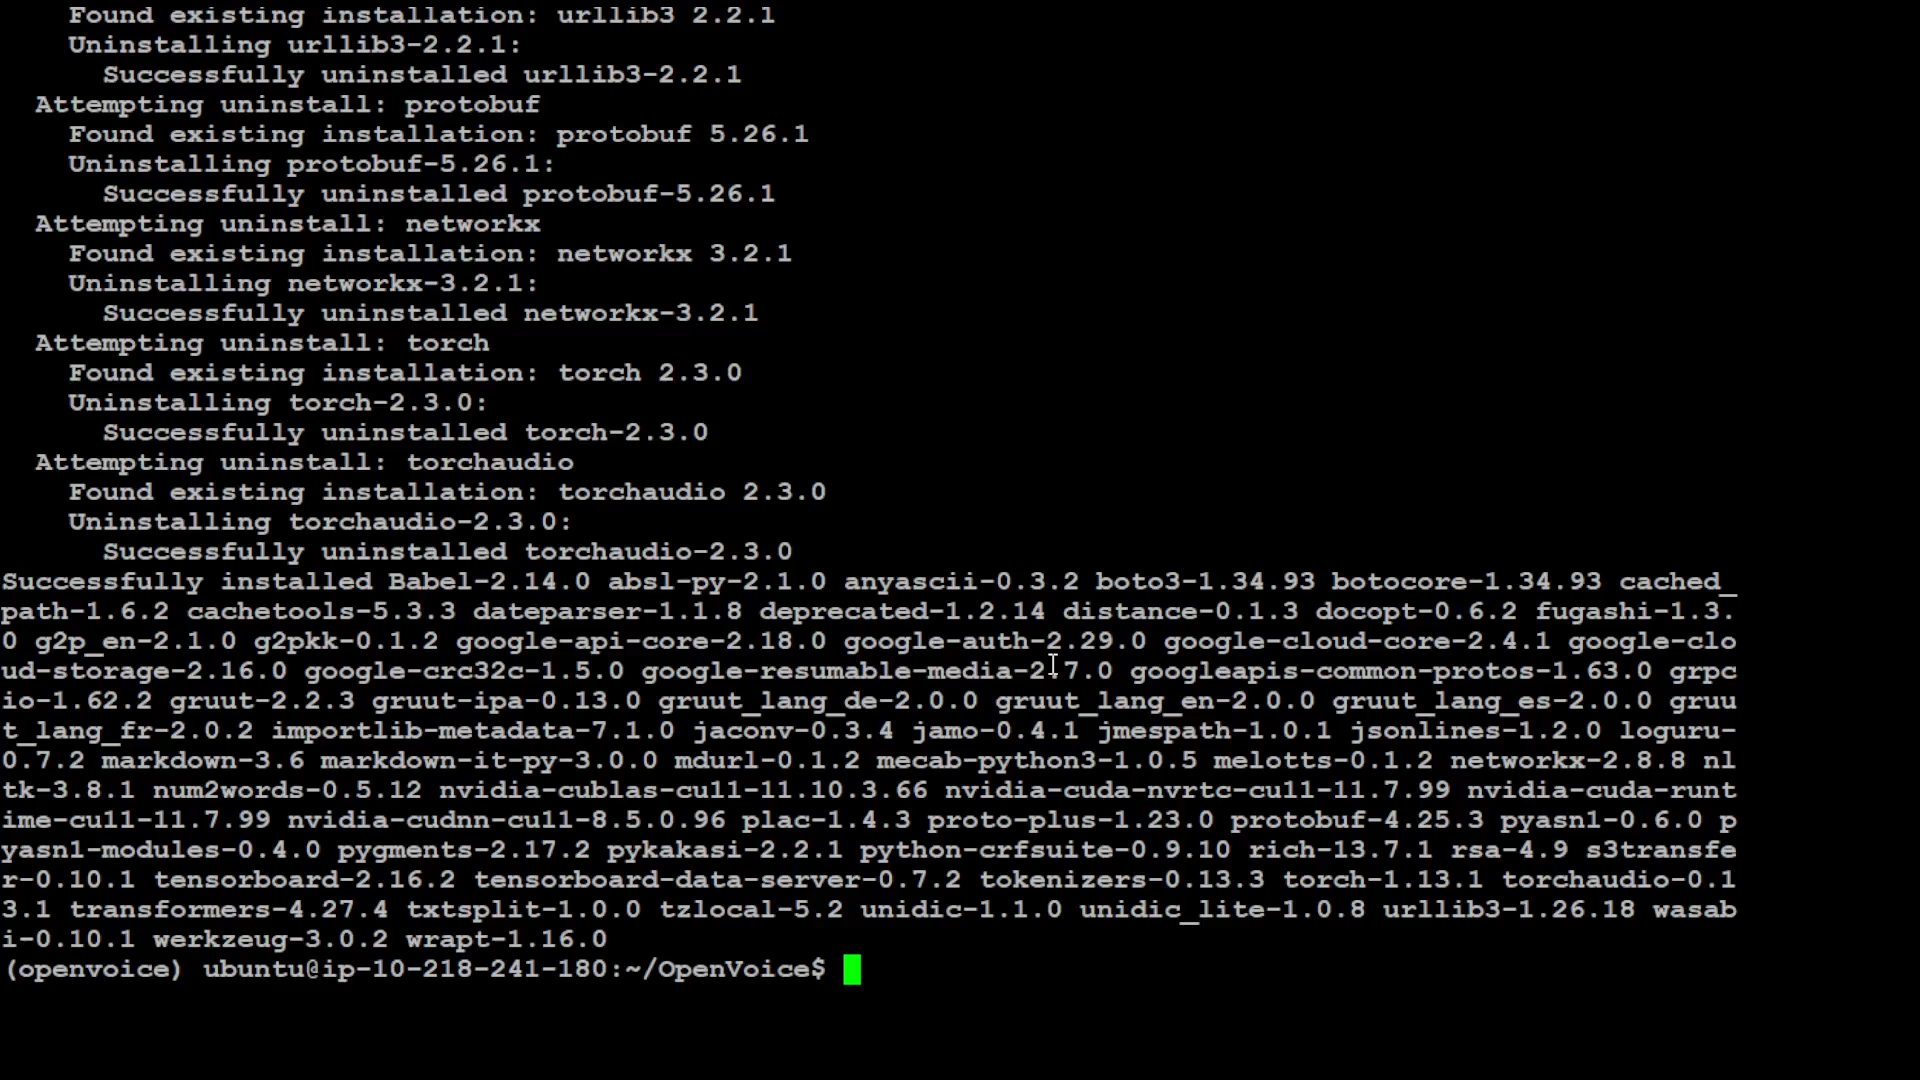 Found existing installation: urllib3 2.2.1
Uninstalling urllib3-2.2.1:
Successfully uninstalled urllib3-2.2.1
Attempting uninstall: protobuf
Found existing installation: protobuf 5.26.1
Uninstalling protobuf-5.26.1:
Successfully uninstalled protobuf-5.26.1
Attempting uninstall: networkx
Found existing installation: networkx 3.2.1
Uninstalling networkx-3.2.1:
Successfully uninstalled networkx-3.2.1
Attempting uninstall: torch
Found existing installation: torch 2.3.0
Uninstalling torch-2.3.0:
Successfully uninstalled torch-2.3.0
Attempting uninstall: torchaudio
Found existing installation: torchaudio 2.3.0
Uninstalling torchaudio-2.3.0:
Successfully uninstalled torchaudio-2.3.0
Successfully installed Babel-2.14.0 absl-py-2.1.0 anyascii-0.3.2 boto3-1.34.93 botocore-1.34.93 cached_
path-1.6.2 cachetools-5.3.3 dateparser-1.1.8 deprecated-1.2.14 distance-0.1.3 docopt-0.6.2 fugashi-1.3.
0 g2p_en-2.1.0 g2pkk-0.1.2 google-api-core-2.18.0 google-auth-2.29.0 google-cloud-core-2.4.1 google-clo
ud-storage-2.16.0 google-crc32c-1.5.0 google-resumable-media-2.7.0 googleapis-common-protos-1.63.0 grpc
io-1.62.2 gruut-2.2.3 gruut-ipa-0.13.0 gruut_lang_de-2.0.0 gruut_lang_en-2.0.0 gruut_lang_es-2.0.0 gruu
t_lang_fr-2.0.2 importlib-metadata-7.1.0 jaconv-0.3.4 jamo-0.4.1 jmespath-1.0.1 jsonlines-1.2.0 loguru-
0.7.2 markdown-3.6 markdown-it-py-3.0.0 mdurl-0.1.2 mecab-python3-1.0.5 melotts-0.1.2 networkx-2.8.8 nl
tk-3.8.1 num2words-0.5.12 nvidia-cublas-cu11-11.10.3.66 nvidia-cuda-nvrtc-cu11-11.7.99 nvidia-cuda-runt
ime-cu11-11.7.99 nvidia-cudnn-cu11-8.5.0.96 plac-1.4.3 proto-plus-1.23.0 protobuf-4.25.3 pyasn1-0.6.0 p
yasn1-modules-0.4.0 pygments-2.17.2 pykakasi-2.2.1 python-crfsuite-0.9.10 rich-13.7.1 rsa-4.9 s3transfe
r-0.10.1 tensorboard-2.16.2 tensorboard-data-server-0.7.2 tokenizers-0.13.3 torch-1.13.1 torchaudio-0.1
3.1 transformers-4.27.4 txtsplit-1.0.0 tzlocal-5.2 unidic-1.1.0 unidic_lite-1.0.8 urllib3-1.26.18 wasab
i-0.10.1 werkzeug-3.0.2 wrapt-1.16.0
(openvoice) ubuntu@ip-10-218-241-180:~/OpenVoice$